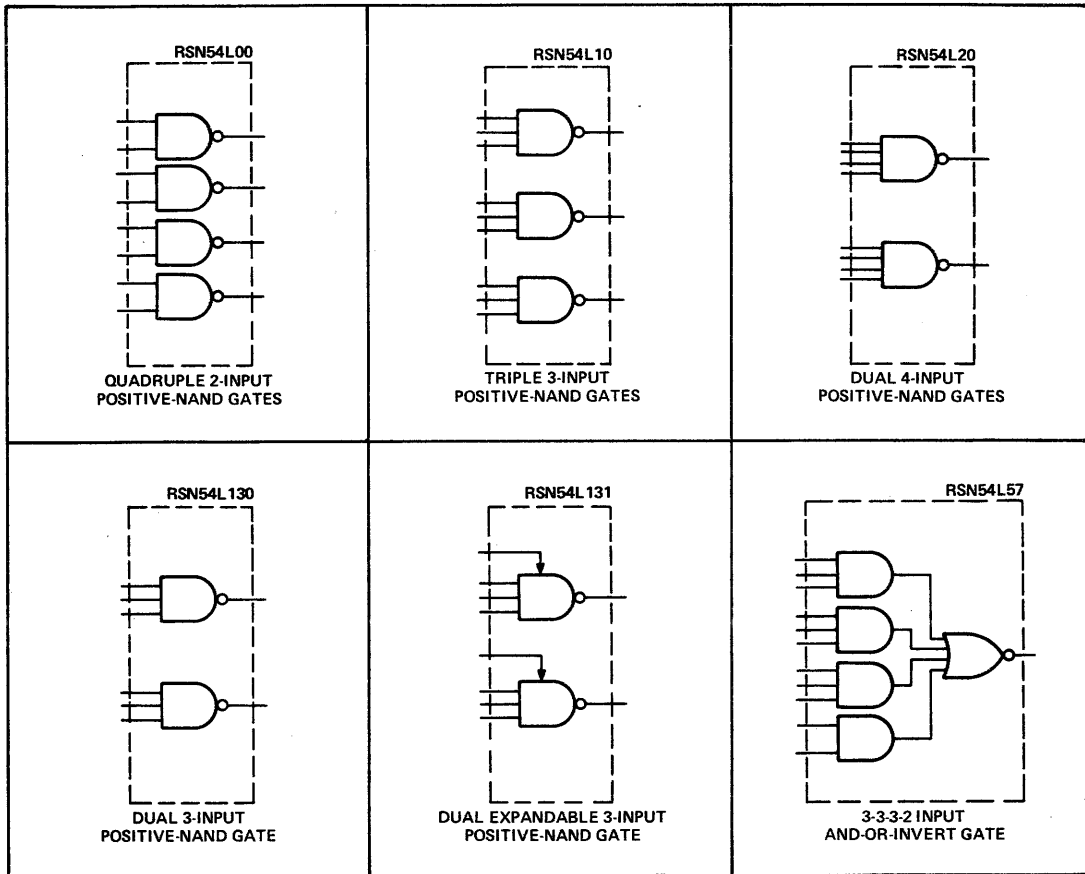 RSN54L00
QUADRUPLE 2-INPUT
POSITIVE-NAND GATES
RSN54L10
TRIPLE 3-INPUT
POSITIVE-NAND GATES
RSN54L20
DUAL 4-INPUT
POSITIVE-NAND GATES
RSN54L130
DUAL 3-INPUT
POSITIVE-NAND GATE
RSN54L131
DUAL EXPANDABLE 3-INPUT
POSITIVE-NAND GATE
RSN54L57
3-3-3-2 INPUT
AND-OR-INVERT GATE